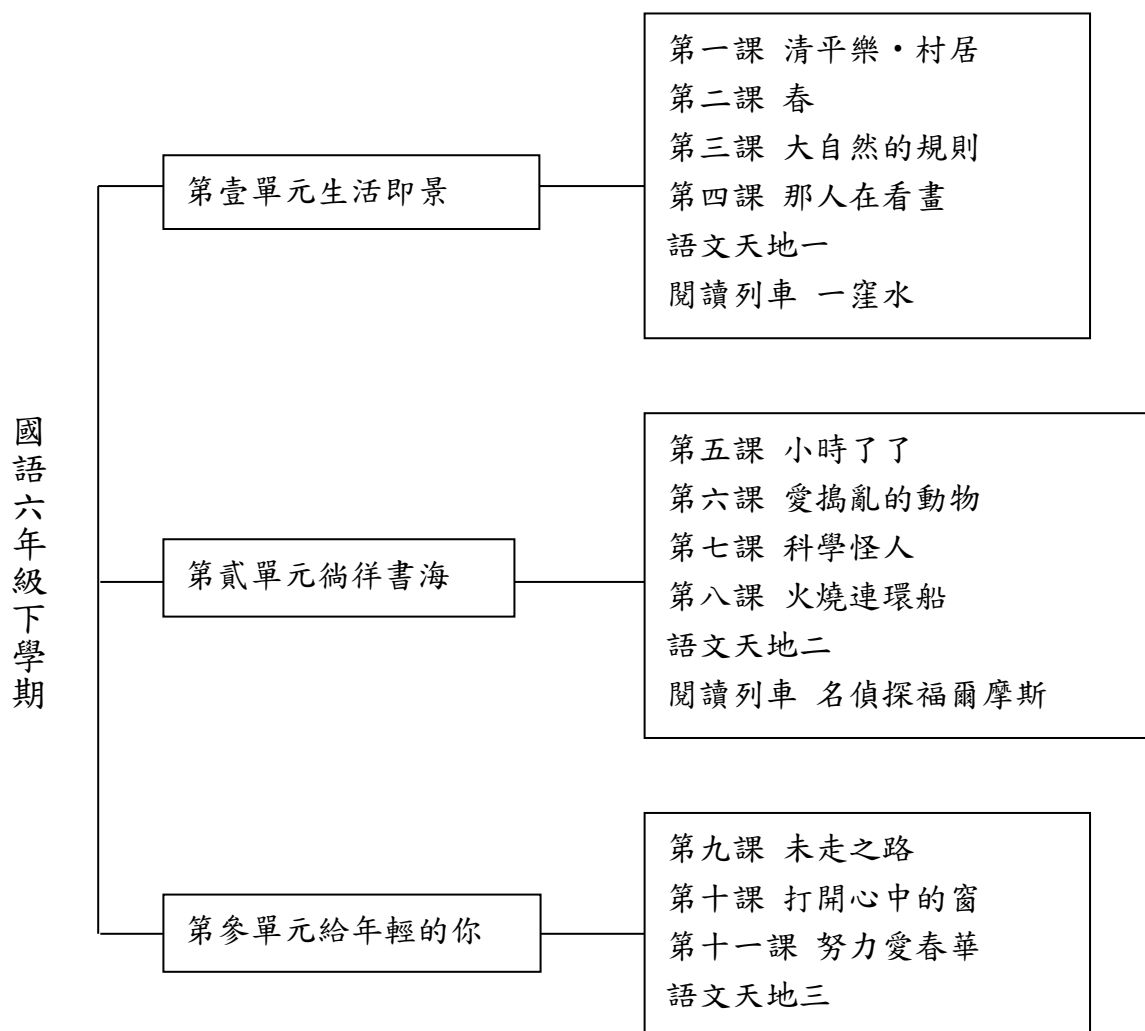 國語六年級下學期
第壹單元生活即景
第一課 清平樂・村居
第二課 春
第三課 大自然的規則
第四課 那人在看畫
語文天地一
閱讀列車 一窪水
第貳單元徜徉書海
第五課 小時了了
第六課 愛搗亂的動物
第七課 科學怪人
第八課 火燒連環船
語文天地二
閱讀列車 名偵探福爾摩斯
第參單元給年輕的你
第九課 未走之路
第十課 打開心中的窗
第十一課 努力愛春華
語文天地三